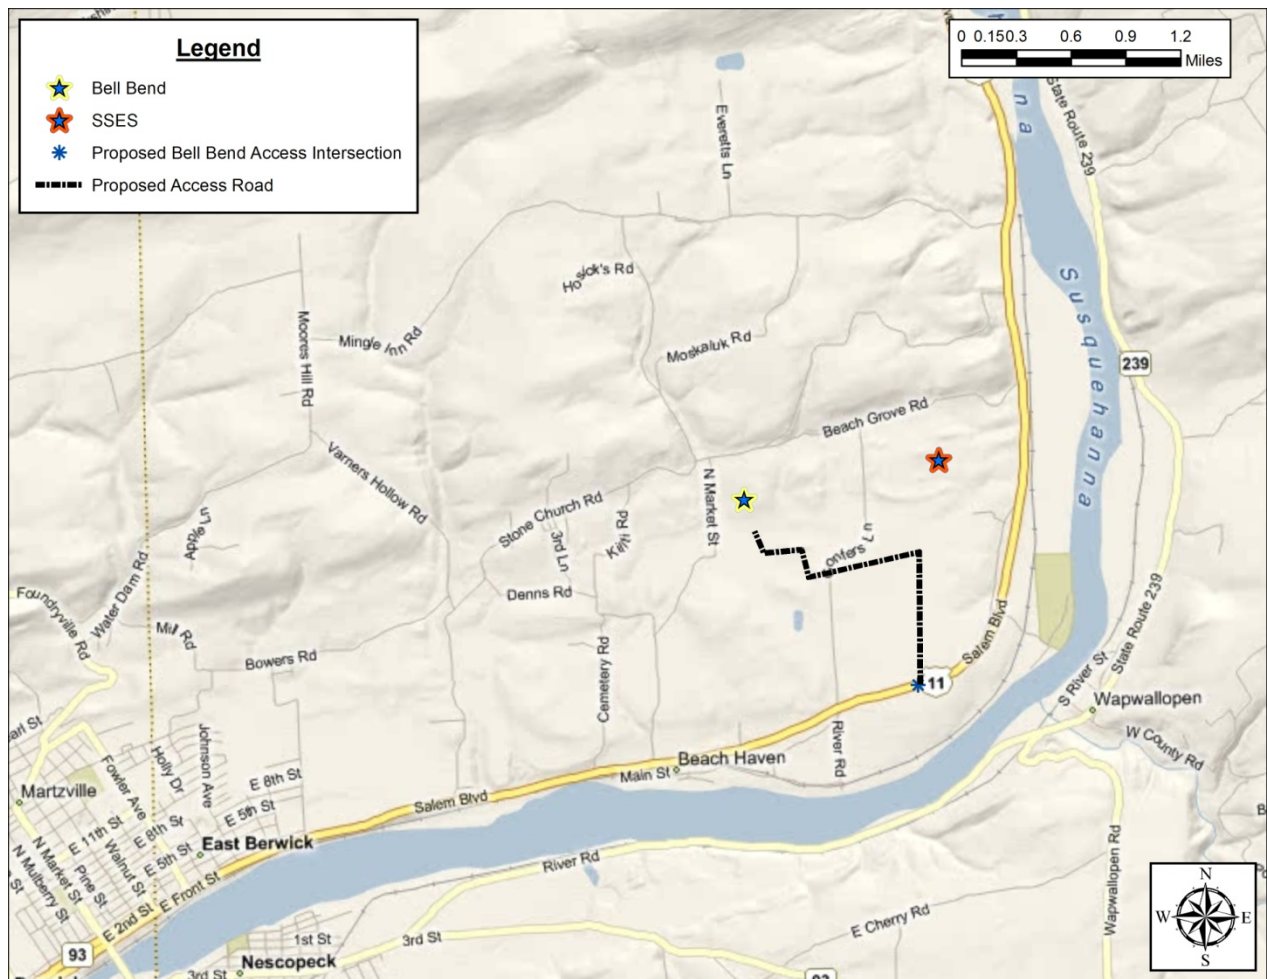 Legend
Bell Bend
SSES
Proposed Bell Bend Access Intersection
Proposed Access Road
0 0.15 0.3 0.6 0.9 1.2
Miles
State Route 239
Everetts Ln
na
Susquehanna
Hosick's Rd
Moores Hill Rd
Mingle Inn Rd
Moskaluk Rd
239
Beach Grove Rd
Varners Hollow Rd
N Market St
Stone Church Rd
Apple Ln
3rd Ln
Denns Rd
Water Dam Rd
Foundryville Rd
Mill Rd
Bowers Rd
Cemetery Rd
Salem Blvd
11
State Route 239
S River St
Wapwallopen
W County Rd
River Rd
Beach Haven
Main St
Salem Blvd
Johnson Ave
Holly Dr
Fowler Ave
E 8th St
E 5th St
Martzville
E 11th St
E 8th St
E 5th St
Walnut St
East Berwick
N Market St
N Mulberry St
Pine St
E Front St
E 2nd St
River Rd
Wapwallopen Rd
E Cherry Rd
N
W E
S
93
1st St
3rd St
3rd St
Nescopeck
93